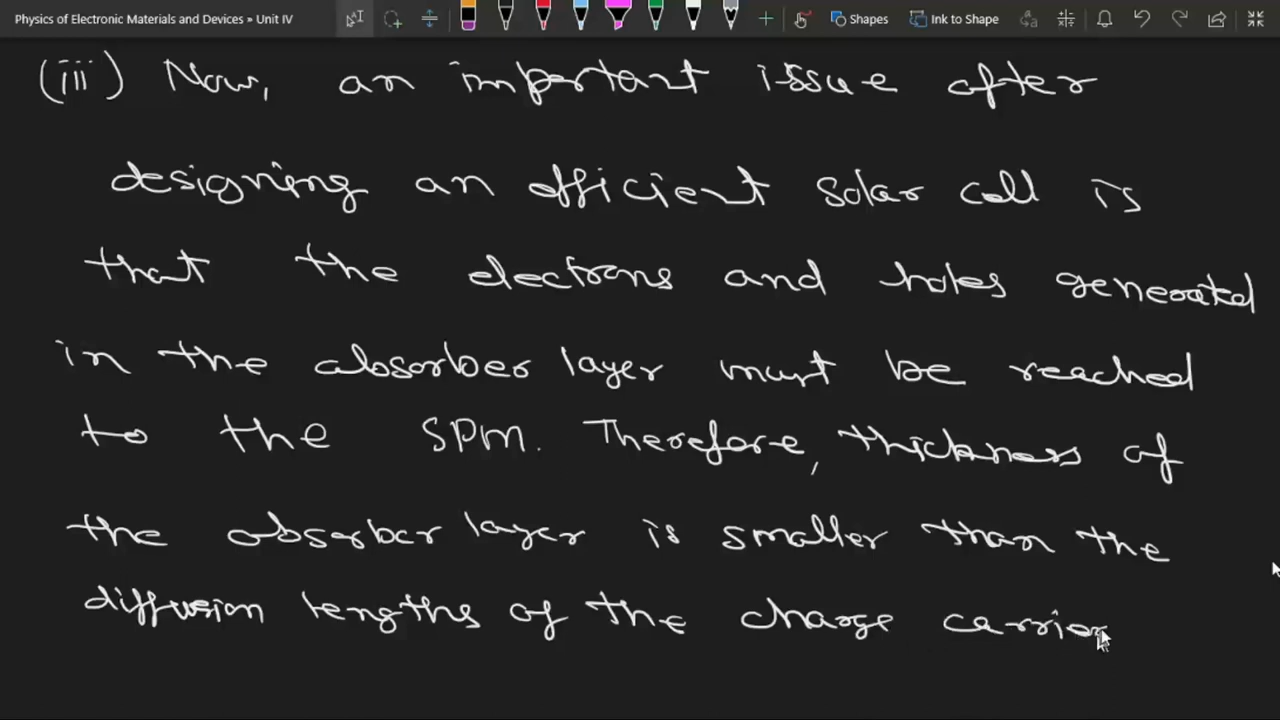 Physics of Electronic Materials and Devices » Unit IV
Shapes
Ink to Shape
(iii) Now, an important issue after
designing an efficient solar cell is
that the electrons and holes generated
in the absorber layer must be reached
to the SPM. Therefore, thickness of
the absorber layer is smaller than the
diffusion lengths of the charge carrier